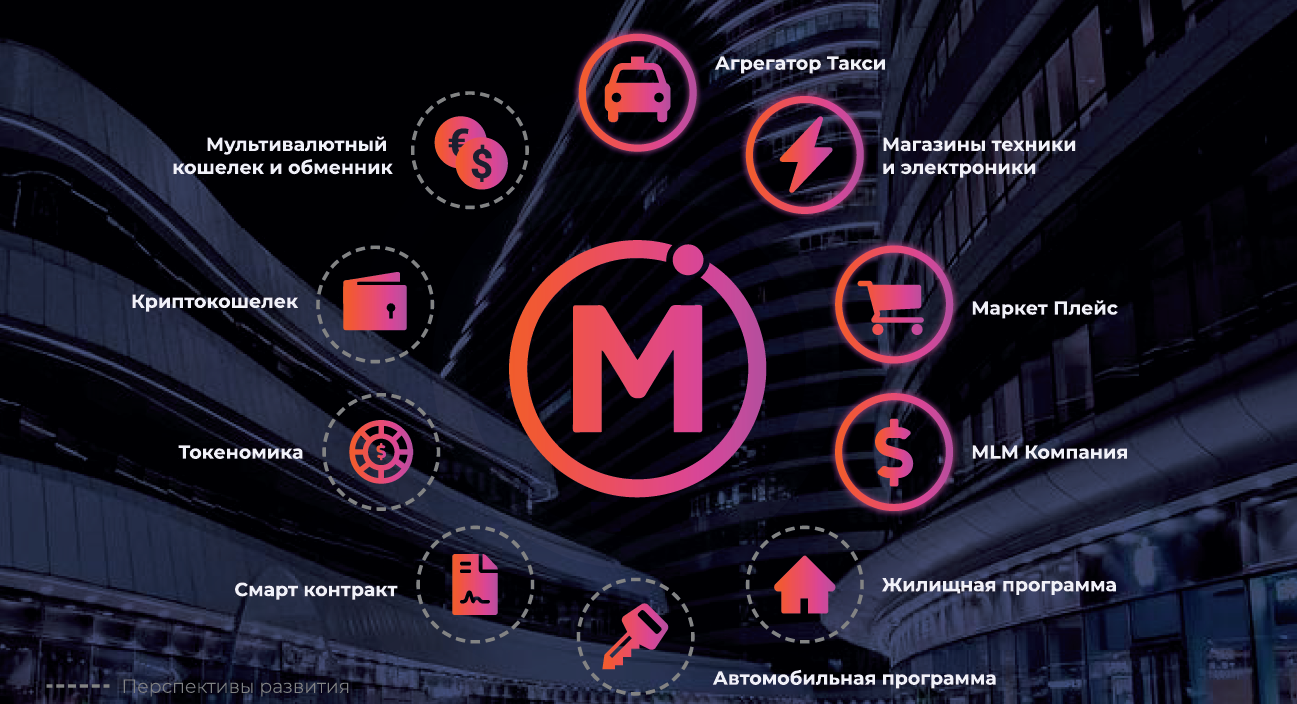 Агрегатор Такси
Мультивалютный
кошелек и обменник
€
$
Магазины техники
и электроники
Криптокошелек
M
Маркет Плейс
Токеномика
$
$
MLM Компания
Смарт контракт
Жилищная программа
Автомобильная программа
Перспективы развития